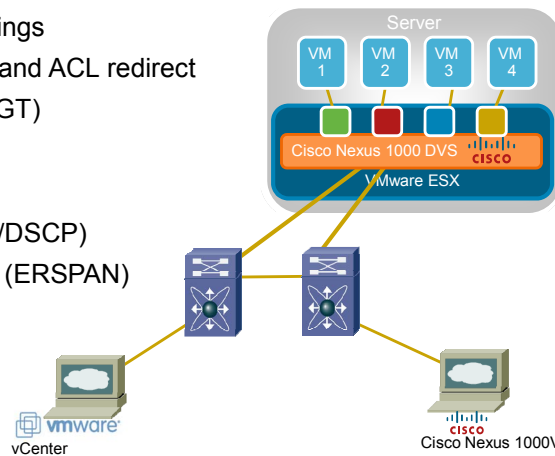 ings
and ACL redirect
GT)
/DSCP)
(ERSPAN)
Server
VM
1
VM
2
VM
3
VM
4
Cisco Nexus 1000 DVS
CISCO
VMware ESX
vmware
vCenter
CISCO
Cisco Nexus 1000V